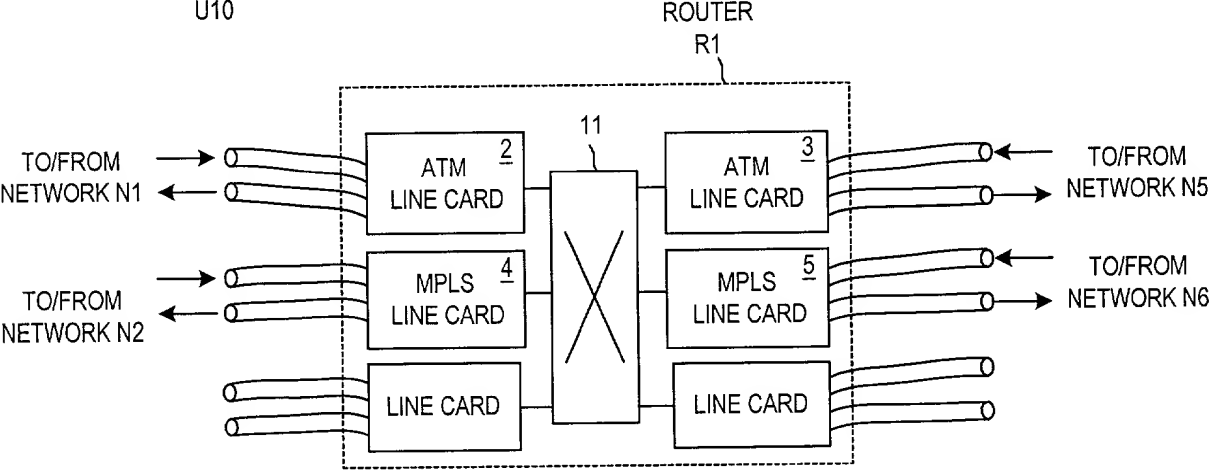 U10
ROUTER
R1
11
2
ATM
LINE CARD
3
ATM
LINE CARD
TO/FROM
NETWORK N1
TO/FROM
NETWORK N5
4
MPLS
LINE CARD
5
MPLS
LINE CARD
TO/FROM
NETWORK N2
TO/FROM
NETWORK N6
LINE CARD
LINE CARD